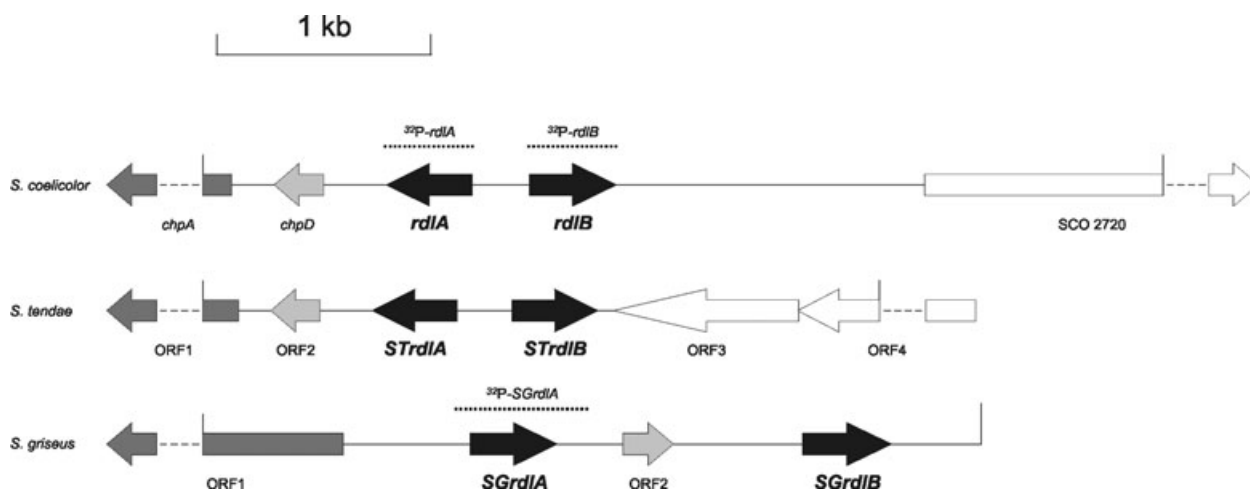 1 kb
³²P-rdlA ³²P-rdlB
S. coelicolor
chpA chpD rdlA rdlB SCO 2720
S. tendae
ORF1 ORF2 STrdlA STrdlB ORF3 ORF4
³²P-SGrdlA
S. griseus
ORF1 SGrdlA ORF2 SGrdlB